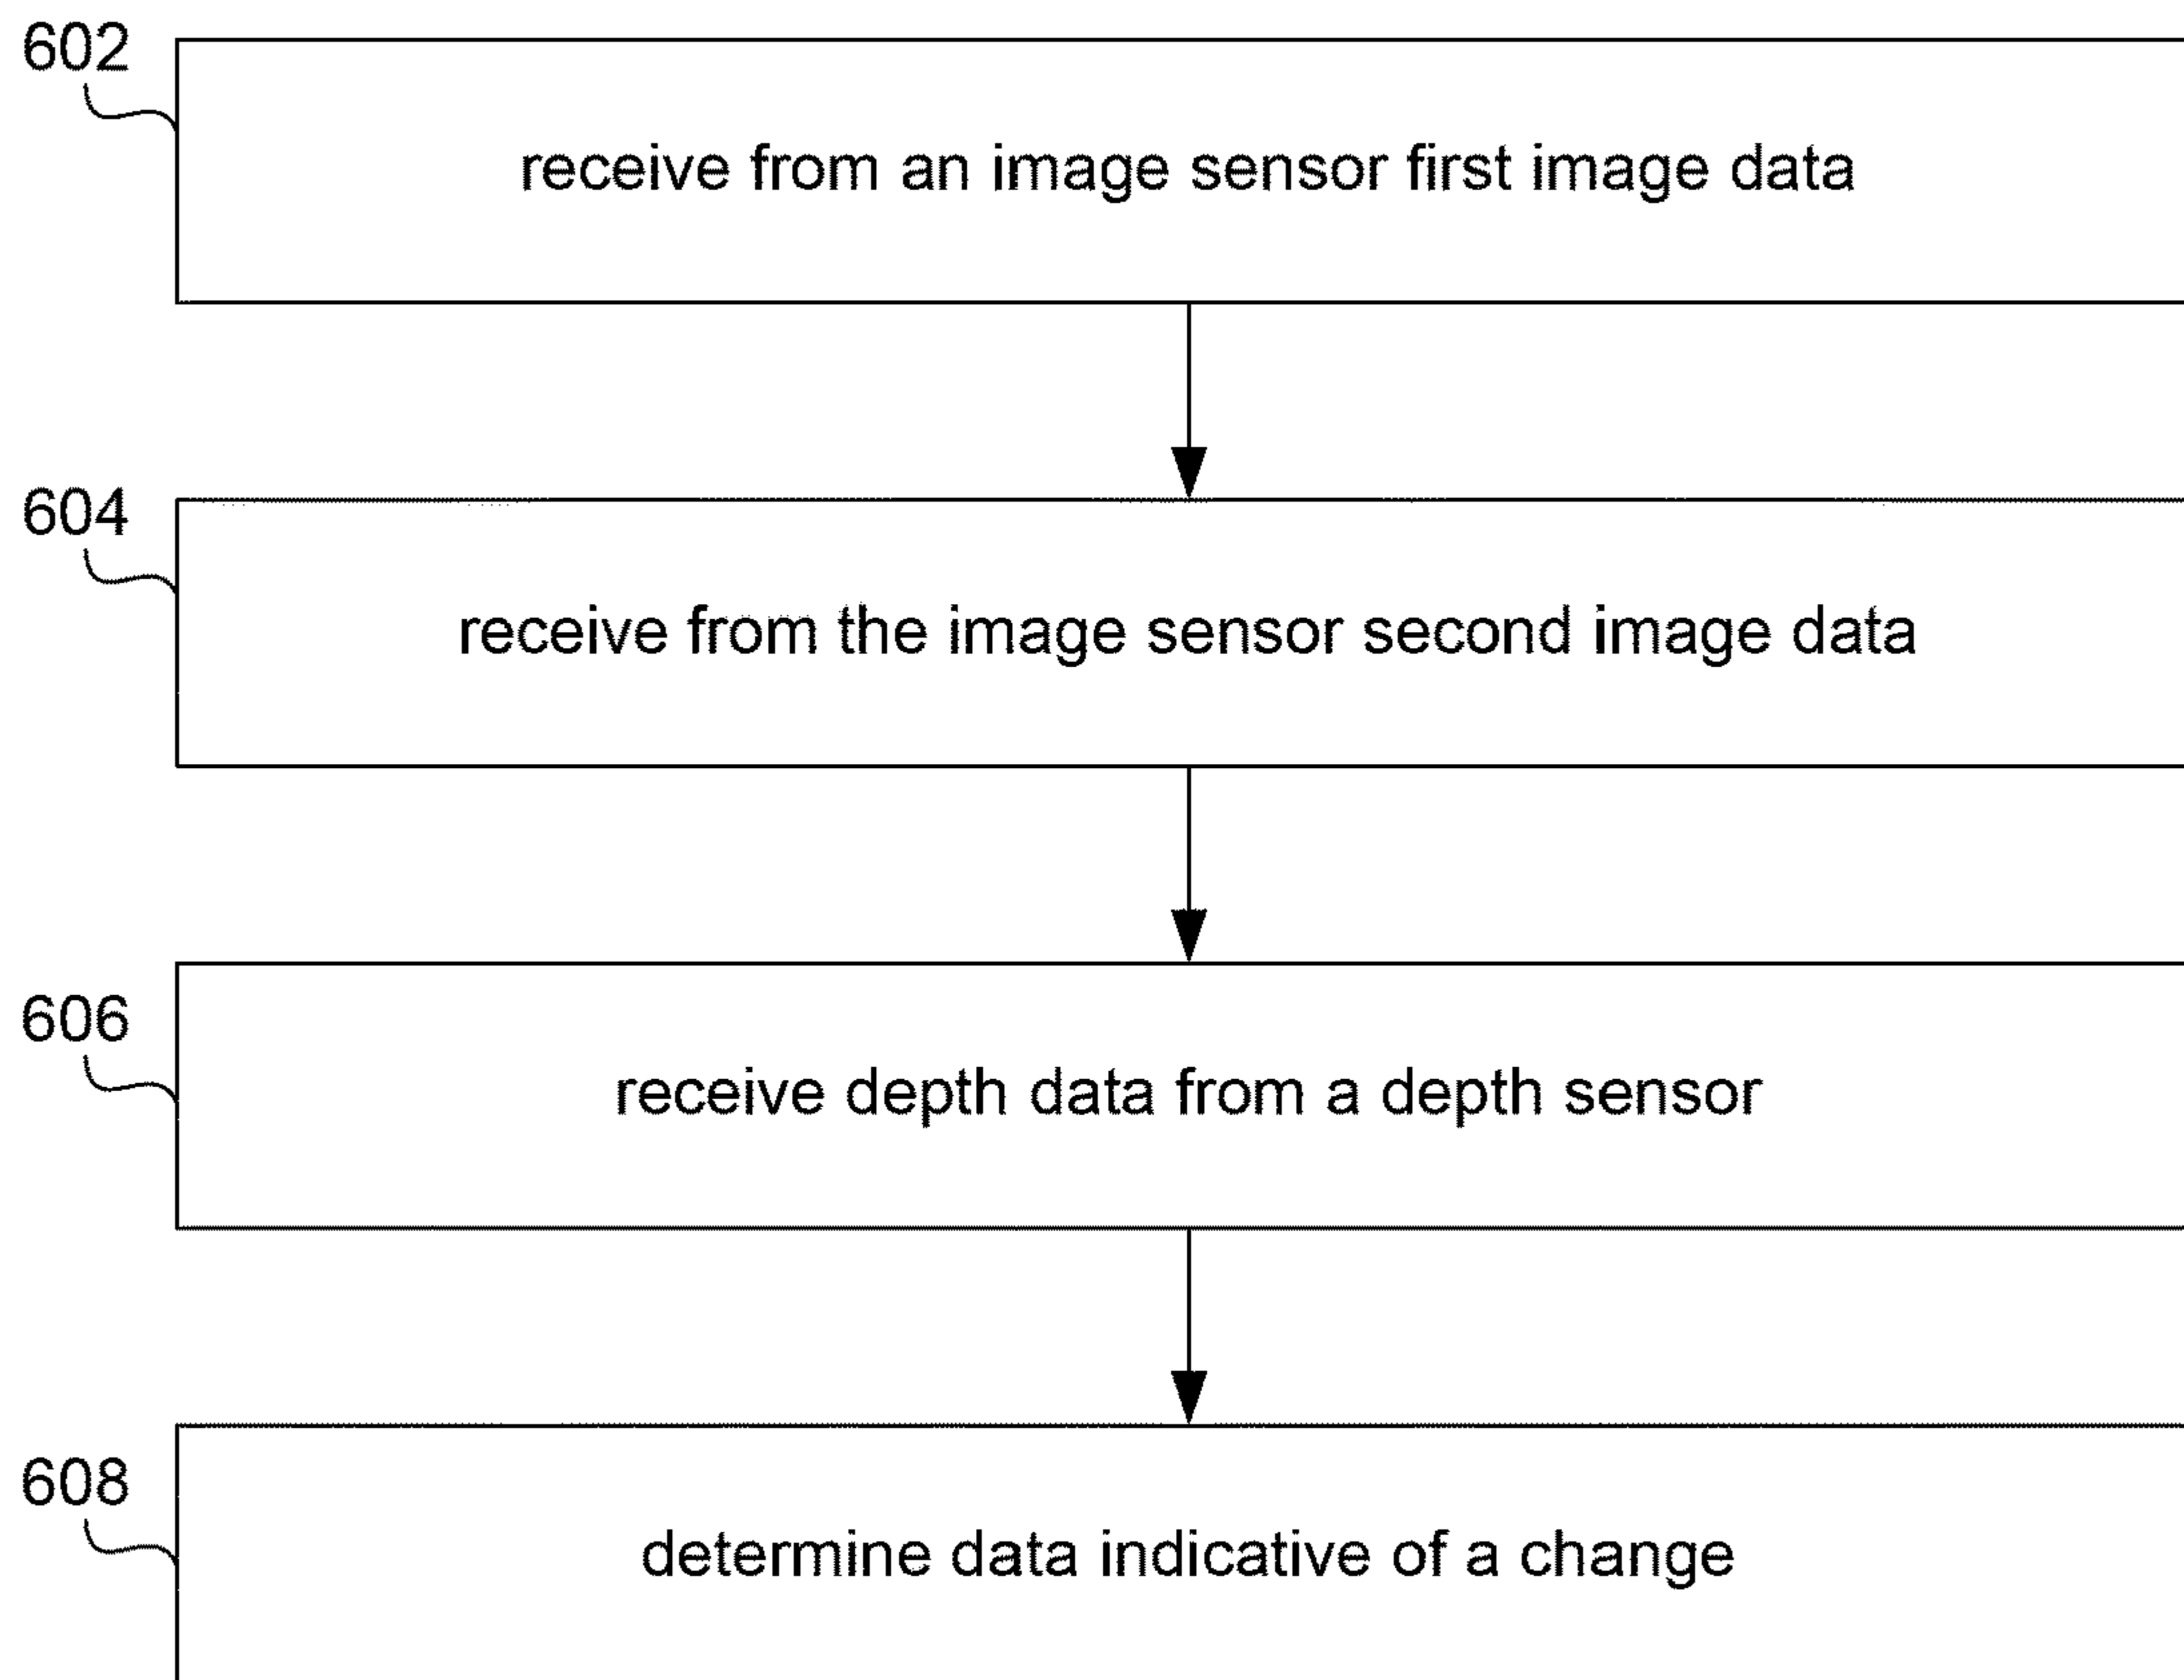 602
receive from an image sensor first image data
604
receive from the image sensor second image data
606
receive depth data from a depth sensor
608
determine data indicative of a change